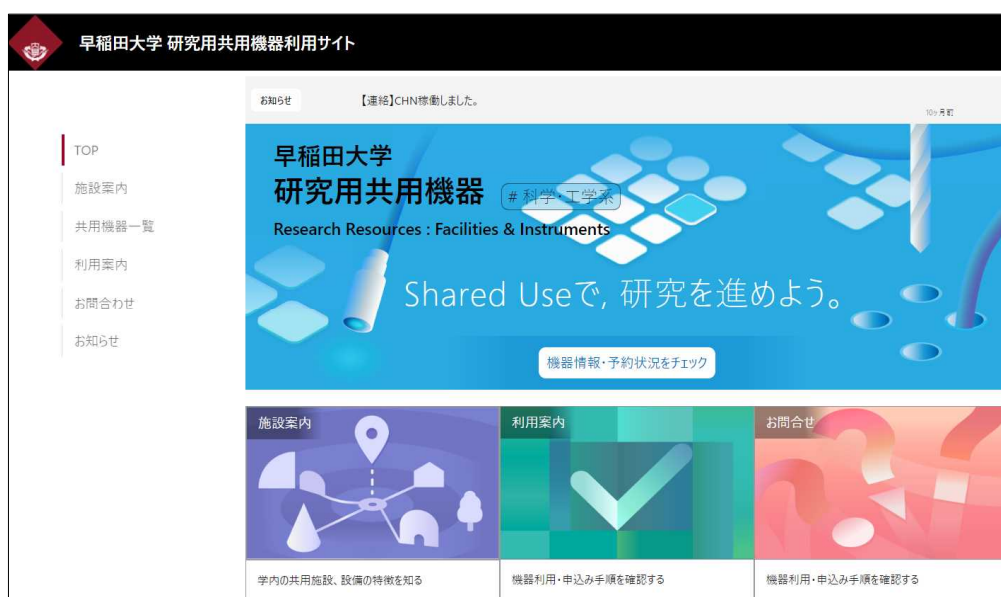 早稲田大学 研究用共用機器利用サイト
お知らせ 【連絡】CHN稼働しました。
10ヶ月前
TOP
施設案内
共用機器一覧
利用案内
お問合わせ
お知らせ
早稲田大学
研究用共用機器 # 科学・工学系
Research Resources : Facilities & Instruments
Shared Useで, 研究を進めよう。
機器情報・予約状況をチェック
施設案内
利用案内
お問合せ
学内の共用施設、設備の特徴を知る
機器利用・申込み手順を確認する
機器利用・申込み手順を確認する